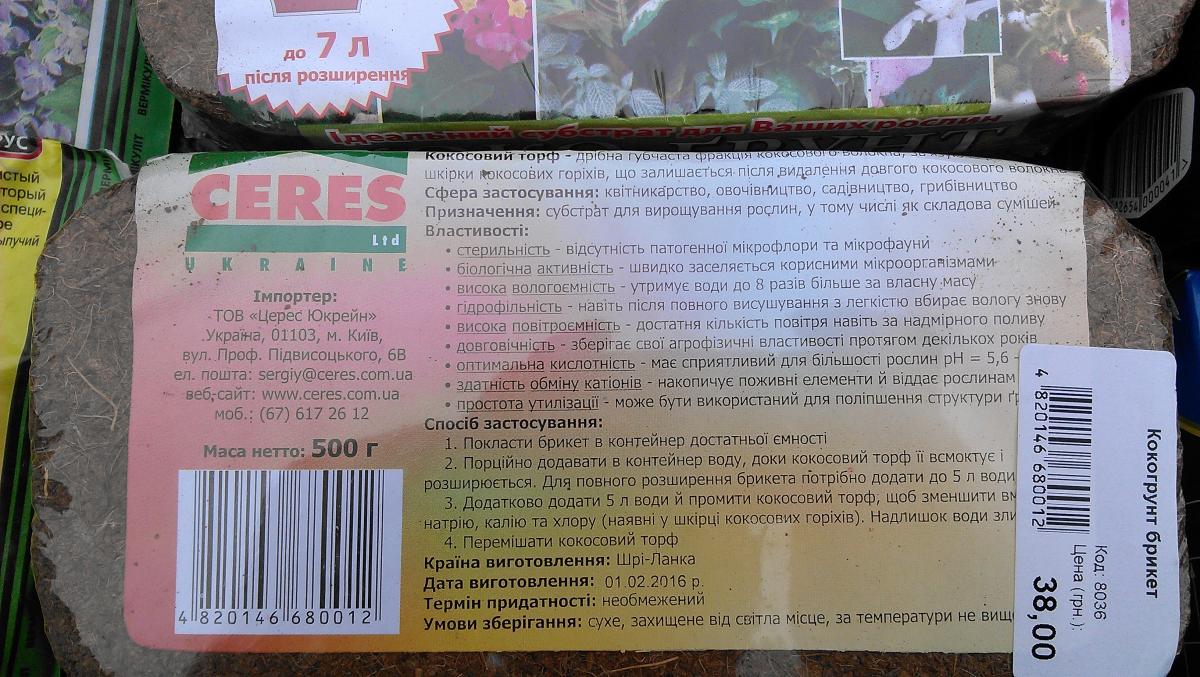 до 7 л
після розширення
Ідеальний субстрат для Ваших рослин
ВЕРМІКУЛІТ
РУС
CERES
Ltd
UKRAINE
Імпортер:
ТОВ «Церес Юкрейн»
Україна, 01103, м. Київ,
вул. Проф. Підвисоцького, 6В
ел. пошта: sergiy@ceres.com.ua
веб-сайт: www.ceres.com.ua
моб.: (67) 617 26 12
Маса нетто: 500 г
4 820146 680012
Кокосовий торф - дрібна губчаста фракція кокосового волокна, за
шкірки кокосових горіхів, що залишається після видалення довгого кокосового волокна
Сфера застосування: квітникарство, овочівництво, садівництво, грибівництво
Призначення: субстрат для вирощування рослин, у тому числі як складова сумішей
Властивості:
• стерильність - відсутність патогенної мікрофлори та мікрофауни
• біологічна активність - швидко заселяється корисними мікроорганізмами
• висока вологоємність - утримує води до 8 разів більше за власну масу
• гідрофільність - навіть після повного висушування з легкістю вбирає вологу знову
• висока повітроємність - достатня кількість повітря навіть за надмірного поливу
• довговічність - зберігає свої агрофізичні властивості протягом декількох років
• оптимальна кислотність - має сприятливий для більшості рослин pH = 5,6 -
• здатність обміну катіонів - накопичує поживні елементи й віддає рослинам
• простота утилізації - може бути використаний для поліпшення структури
Спосіб застосування:
1. Покласти брикет в контейнер достатньої ємності
2. Порційно додавати в контейнер воду, доки кокосовий торф її всмоктує і
розширюється. Для повного розширення брикета потрібно додати до 5 л води
3. Додатково додати 5 л води й промити кокосовий торф, щоб зменшити
натрію, калію та хлору (наявні у шкірці кокосових горіхів). Надлишок води
4. Перемішати кокосовий торф
Країна виготовлення: Шрі-Ланка
Дата виготовлення: 01.02.2016 р.
Термін придатності: необмежений
Умови зберігання: сухе, захищене від світла місце, за температури не
Кокогрунт брикет
Код: 8036
Цена (грн.):
38,00
4 820146 680012